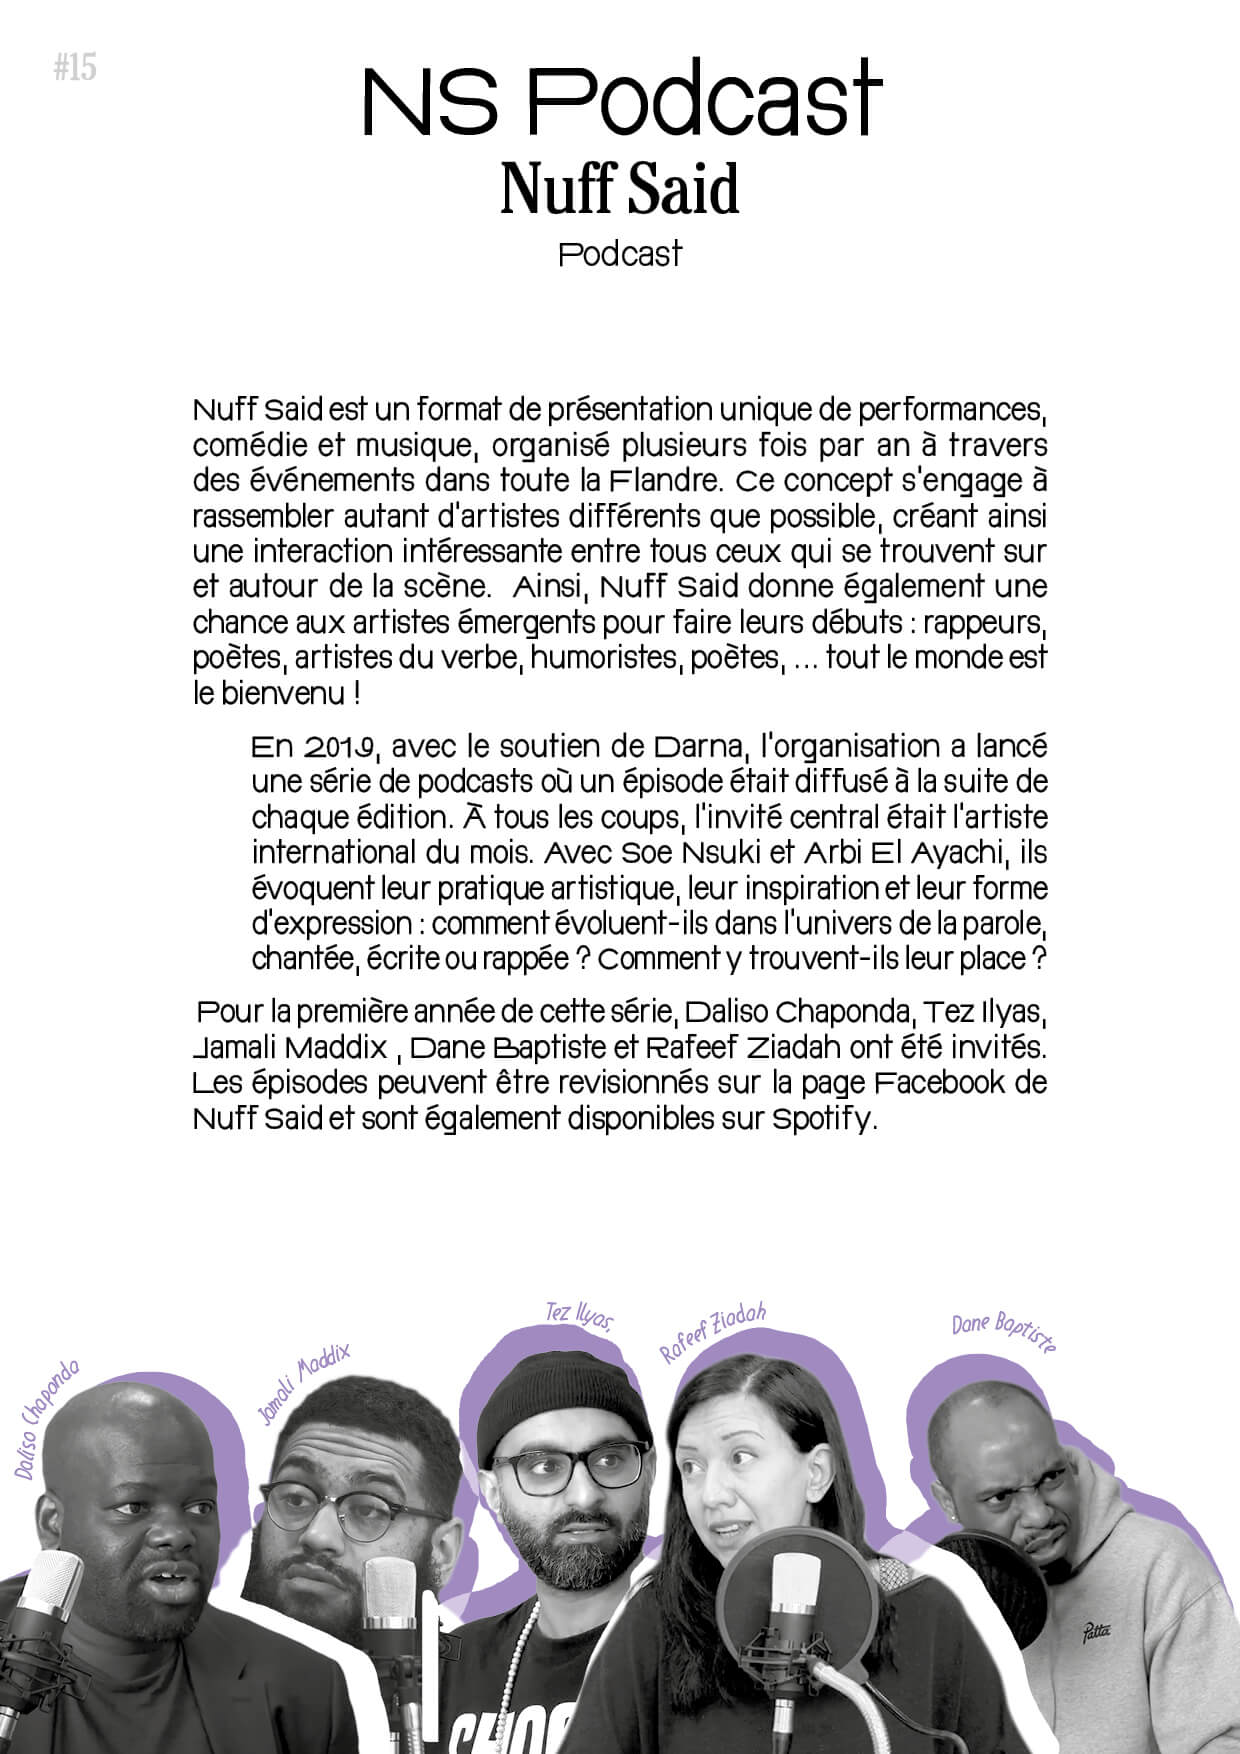 #15
NS Podcast
Nuff Said
Podcast
Nuff Said est un format de présentation unique de performances,
comédie et musique, organisé plusieurs fois par an à travers
des événements dans toute la Flandre. Ce concept s'engage à
rassembler autant d'artistes différents que possible, créant ainsi
une interaction intéressante entre tous ceux qui se trouvent sur
et autour de la scène.  Ainsi, Nuff Said donne également une
chance aux artistes émergents pour faire leurs débuts : rappeurs,
poètes, artistes du verbe, humoristes, poètes, ... tout le monde est
le bienvenu !
En 2019, avec le soutien de Darna, l'organisation a lancé
une série de podcasts où un épisode était diffusé à la suite de
chaque édition. À tous les coups, l'invité central était l'artiste
international du mois. Avec Soe Nsuki et Arbi El Ayachi, ils
évoquent leur pratique artistique, leur inspiration et leur forme
d'expression : comment évoluent-ils dans l'univers de la parole,
chantée, écrite ou rappée ? Comment y trouvent-ils leur place ?
Pour la première année de cette série, Daliso Chaponda, Tez Ilyas,
Jamali Maddix , Dane Baptiste et Rafeef Ziadah ont été invités.
Les épisodes peuvent être revisionnés sur la page Facebook de
Nuff Said et sont également disponibles sur Spotify.
Daliso Chaponda
Jamali Maddix
Tez Ilyas,
Rafeef Ziadah
Dane Baptiste
Patta